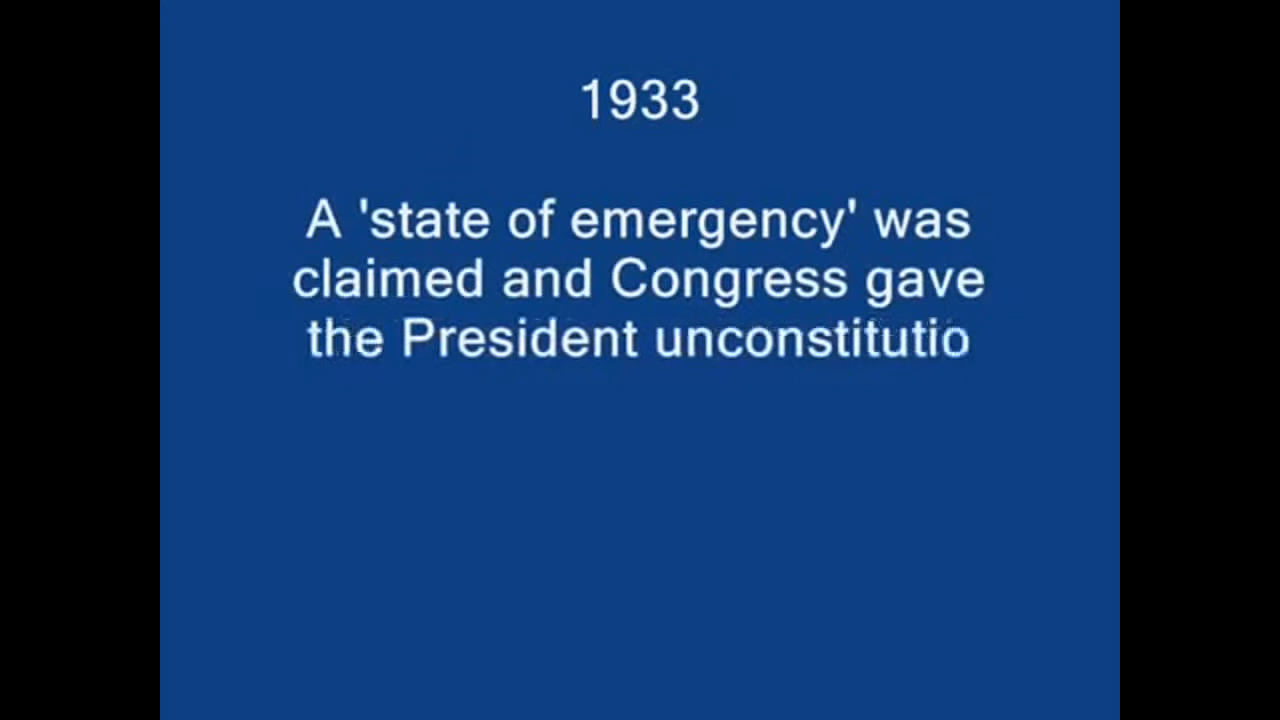 1933
A 'state of emergency' was
claimed and Congress gave
the President unconstitutio